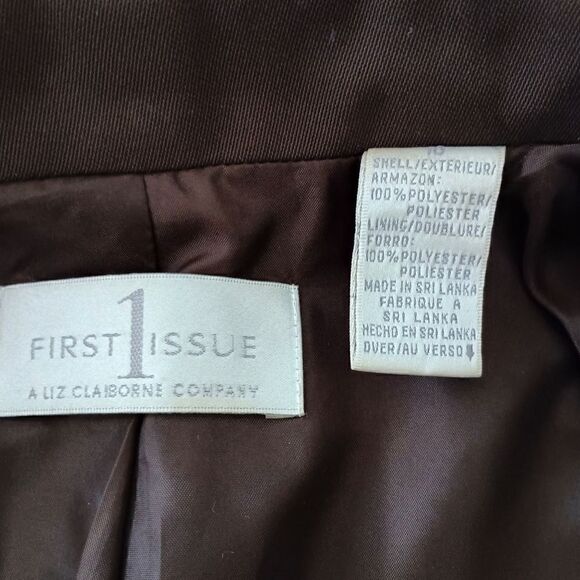 FIRST 1 ISSUE
A LIZ CLAIBORNE COMPANY
SHELL/EXTERIEUR/
ARMAZON:
100%POLYESTER/
POLIESTER
LINING/DOUBLURE/
FORRO:
100%POLYESTER/
POLIESTER
MADE IN SRI LANKA
FABRIQUE A
SRI LANKA
HECHO EN SRI LANKA
OVER/AU VERSO